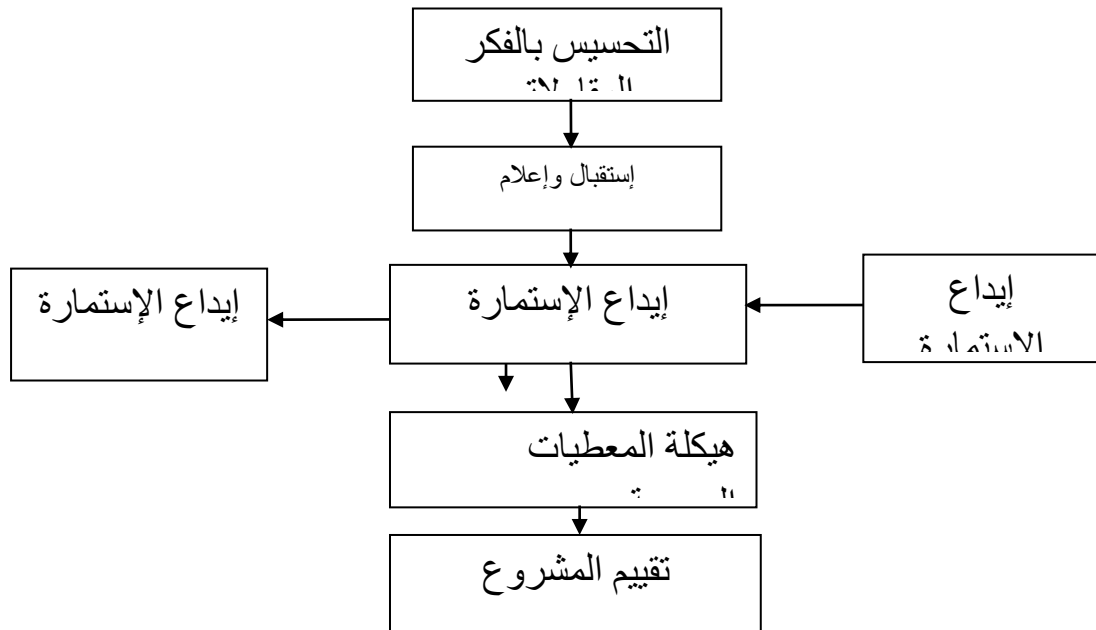 التحسيس بالفكر
إستقبال وإعلام
إيداع
إيداع الإستمارة
إيداع الإستمارة
هيكلة المعطيات
تقييم المشروع